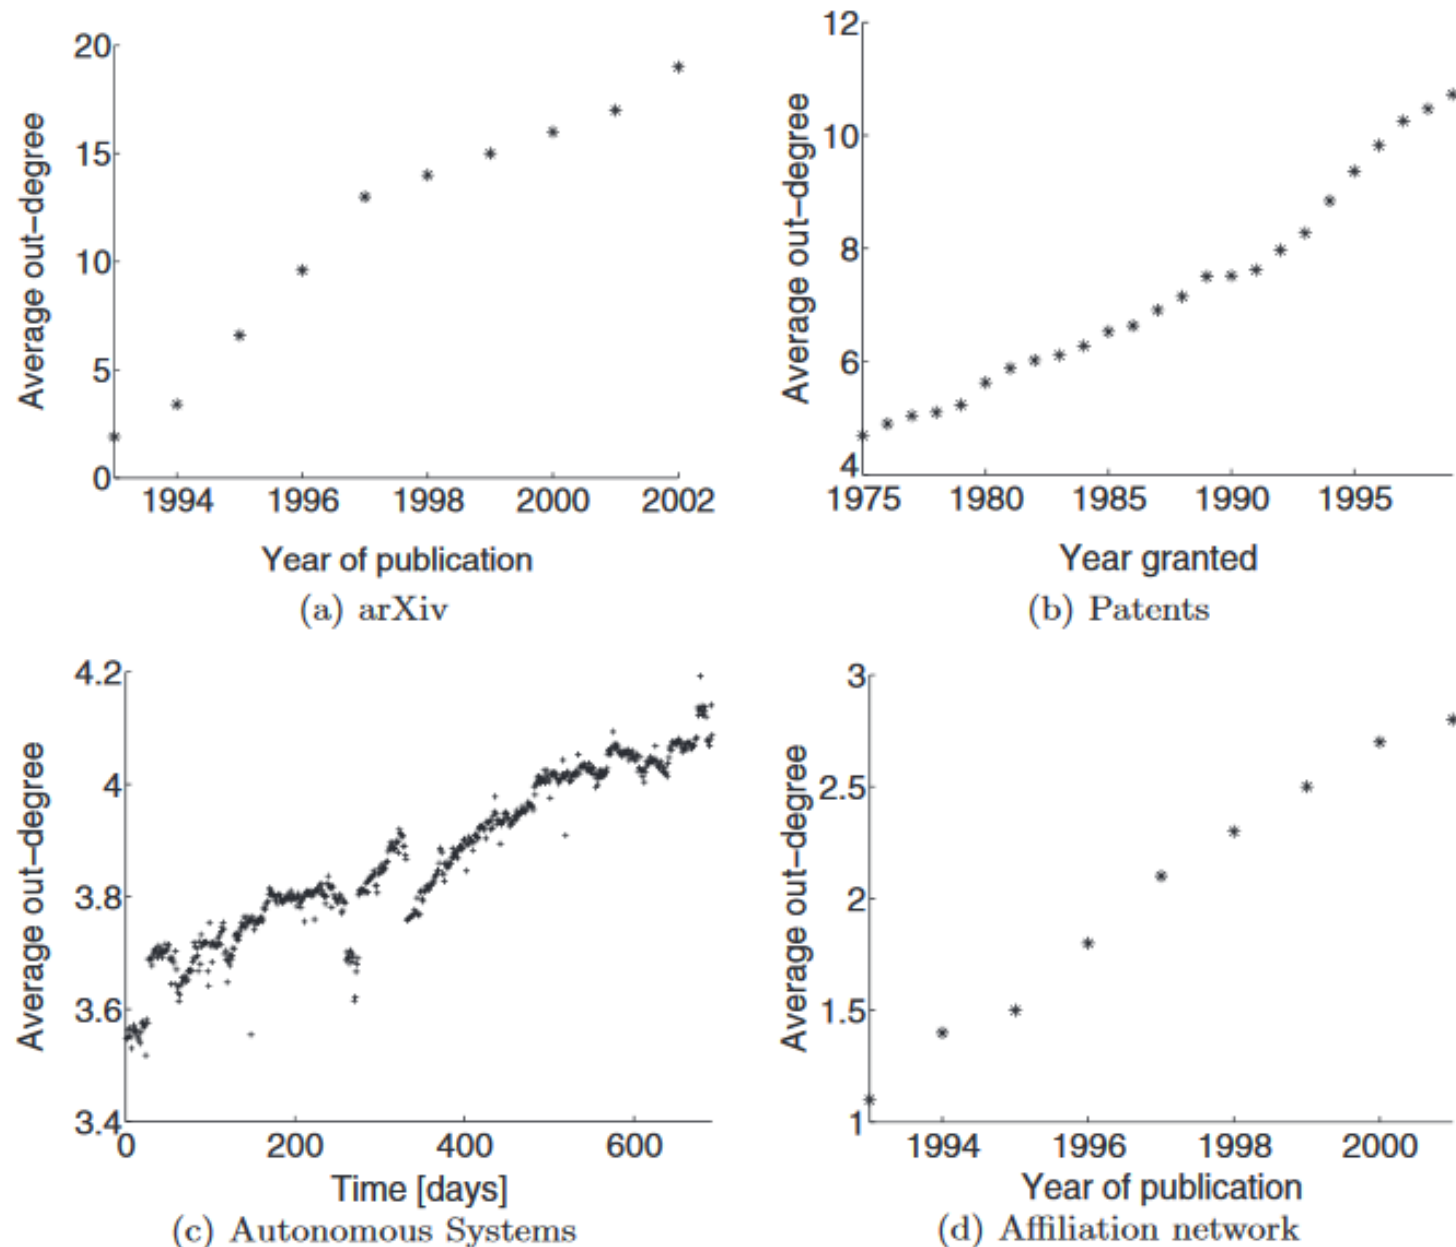 20
15
10
5
0
1994 1996 1998 2000 2002
Average out-degree
Year of publication
(a) arXiv
12
10
8
6
4
1975 1980 1985 1990 1995
Average out-degree
Year granted
(b) Patents
4.2
4
3.8
3.6
3.4
0 200 400 600
Average out-degree
Time [days]
(c) Autonomous Systems
3
2.5
2
1.5
1
1994 1996 1998 2000
Average out-degree
Year of publication
(d) Affiliation network